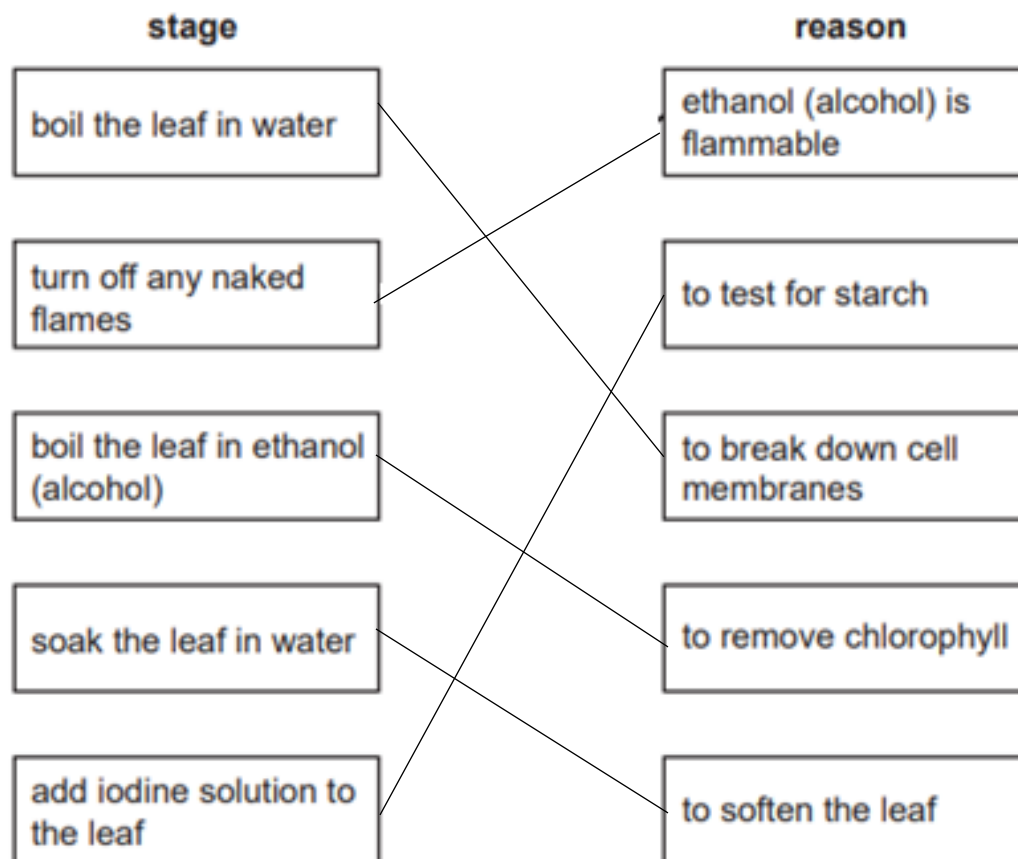 stage
reason
boil the leaf in water
ethanol (alcohol) is
flammable
turn off any naked
flames
to test for starch
boil the leaf in ethanol
(alcohol)
to break down cell
membranes
soak the leaf in water
to remove chlorophyll
add iodine solution to
the leaf
to soften the leaf